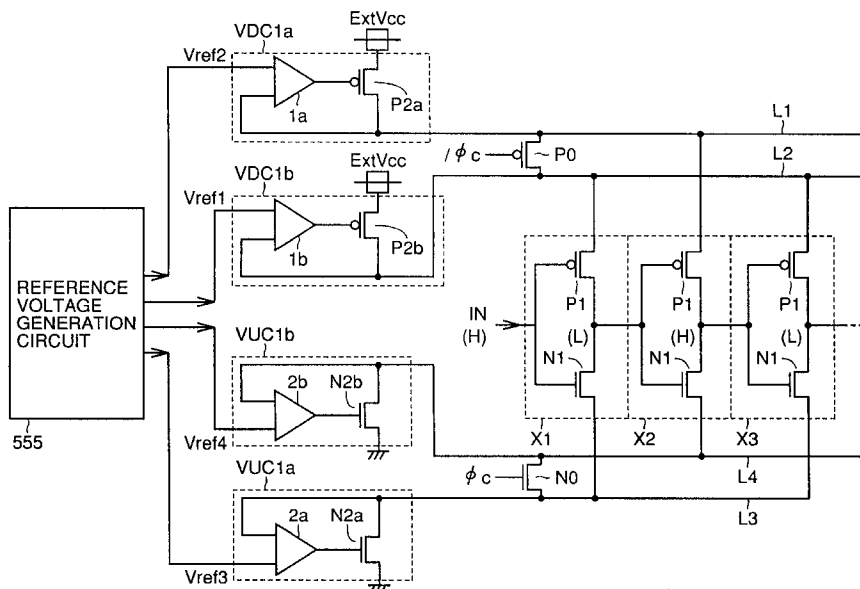 ExtVcc
VDC1a
Vref2
1a
P2a
L1
/φc
P0
L2
ExtVcc
VDC1b
Vref1
1b
P2b
REFERENCE
VOLTAGE
GENERATION
CIRCUIT
555
P1
P1
P1
IN
(H)
(L)
(H)
(L)
N1
N1
N1
VUC1b
2b
N2b
Vref4
X1
X2
X3
L4
φc
N0
L3
VUC1a
2a
N2a
Vref3